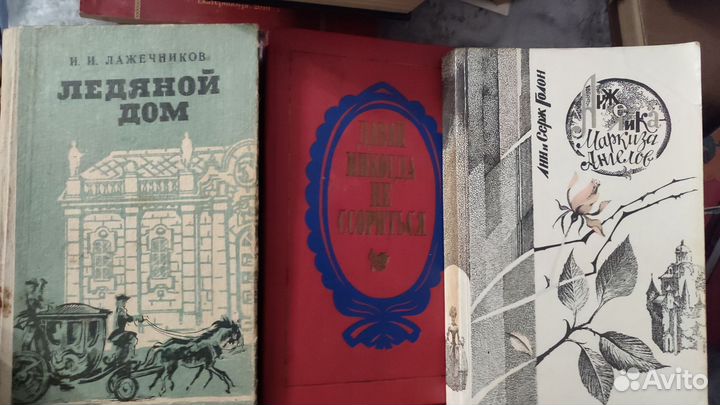 И. И. ЛАЖЕЧНИКОВ
ЛЕДЯНОЙ
ДОМ
ДАВАЙ
НИКОГДА
НЕ
ССОРИТЬСЯ
Анн и Серж Голон
Анжелика
Маркиза
Ангелов
Avito